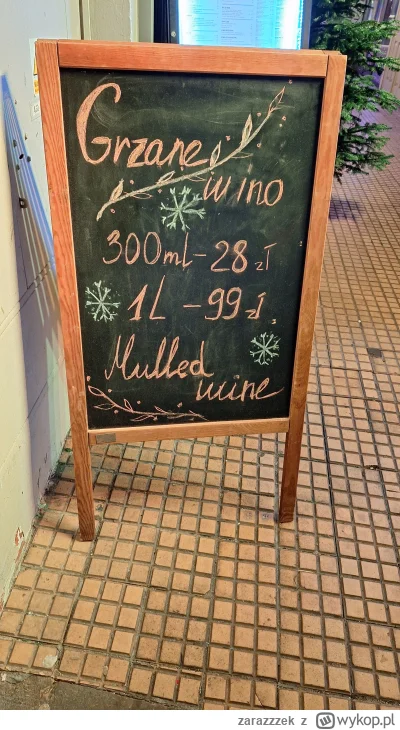 Grzane
wino
300ml - 28 zł
1L - 99 zł
Mulled
wine
zarazzzek z wykop.pl